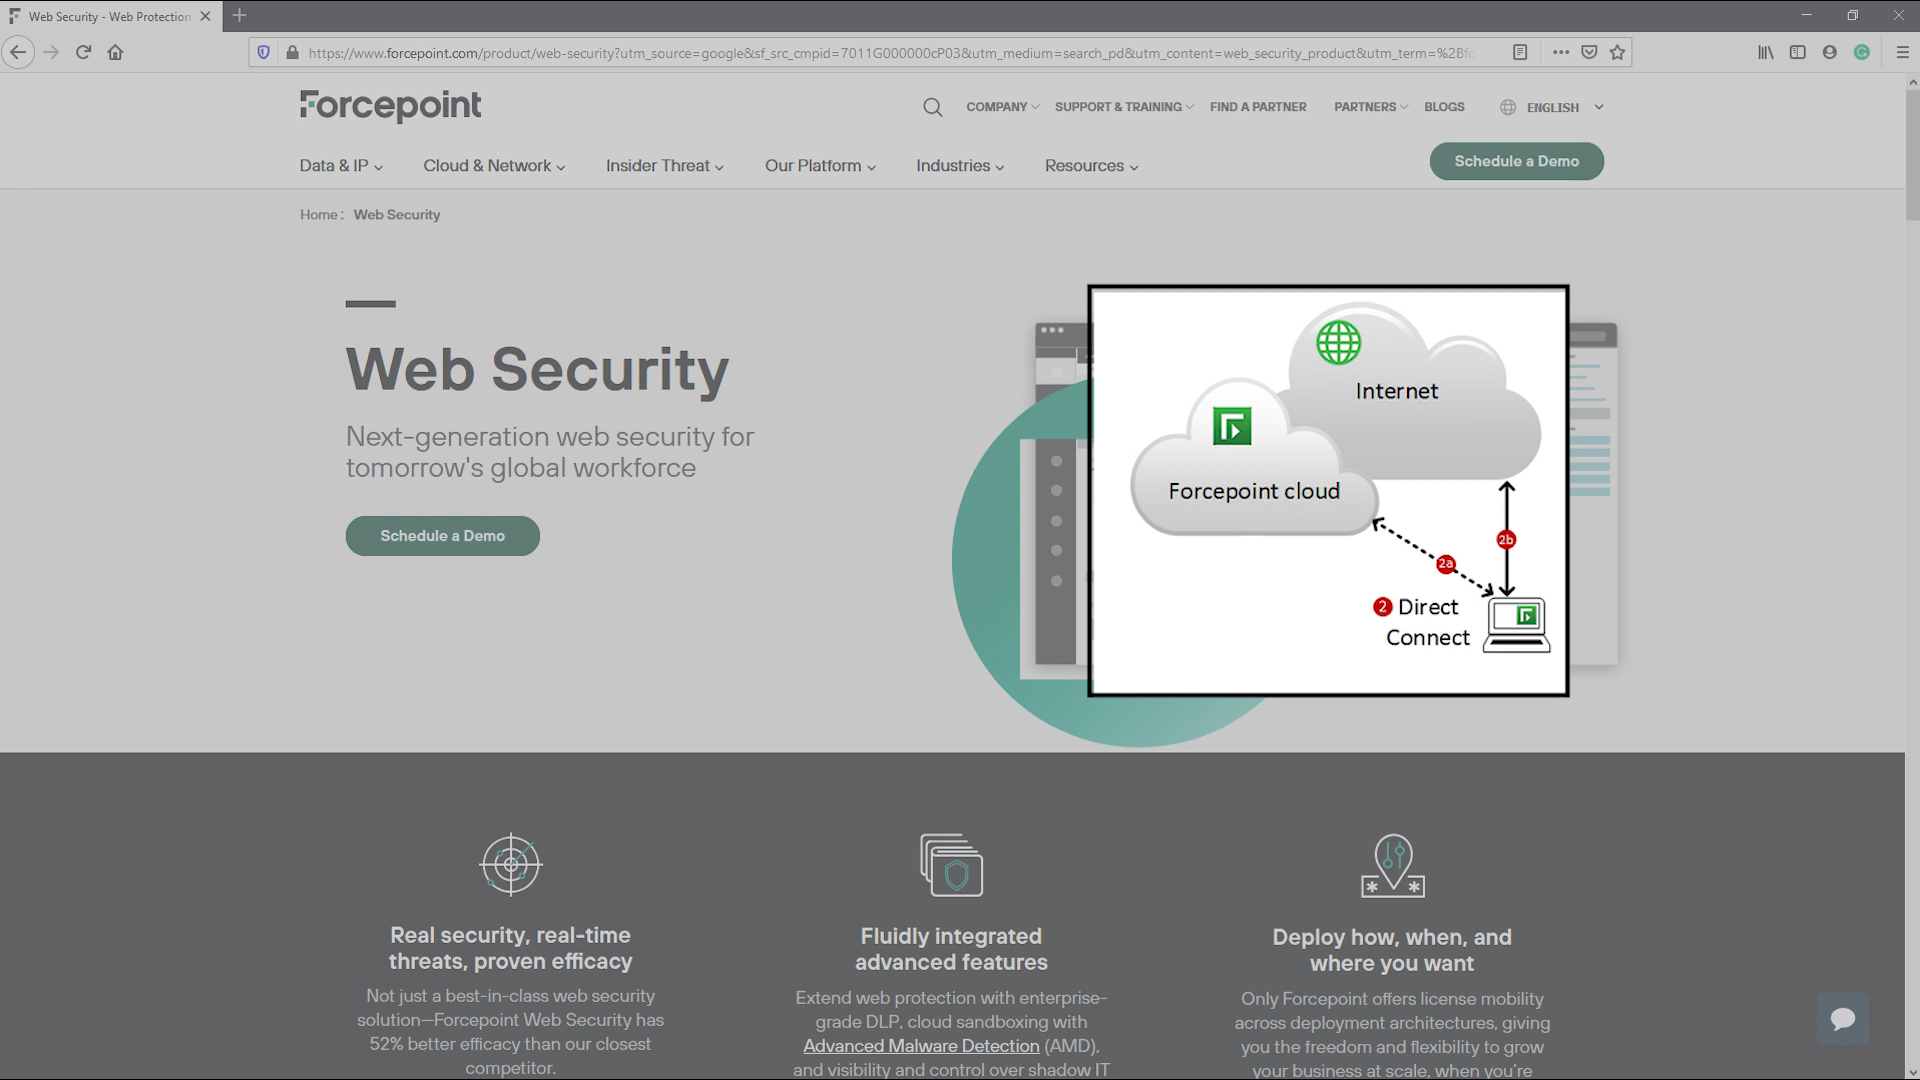 Web Security - Web Protection
https://www.forcepoint.com/product/web-security?utm_source=google&sf_src_cmpid=7011G000000cP03&utm_medium=search_pd&utm_content=web_security_product&utm_term=%2Bfo
Forcepoint
COMPANY SUPPORT & TRAINING FIND A PARTNER PARTNERS BLOGS ENGLISH
Data & IP Cloud & Network Insider Threat Our Platform Industries Resources Schedule a Demo
Home : Web Security
Web Security
Next-generation web security for
tomorrow's global workforce
Schedule a Demo
Internet
Forcepoint cloud
2b
2a
2 Direct
Connect
Real security, real-time
threats, proven efficacy
Not just a best-in-class web security
solution—Forcepoint Web Security has
52% better efficacy than our closest
competitor.
Fluidly integrated
advanced features
Extend web protection with enterprise-
grade DLP, cloud sandboxing with
Advanced Malware Detection (AMD),
and visibility and control over shadow IT
Deploy how, when, and
where you want
Only Forcepoint offers license mobility
across deployment architectures, giving
you the freedom and flexibility to grow
your business at scale, when you're